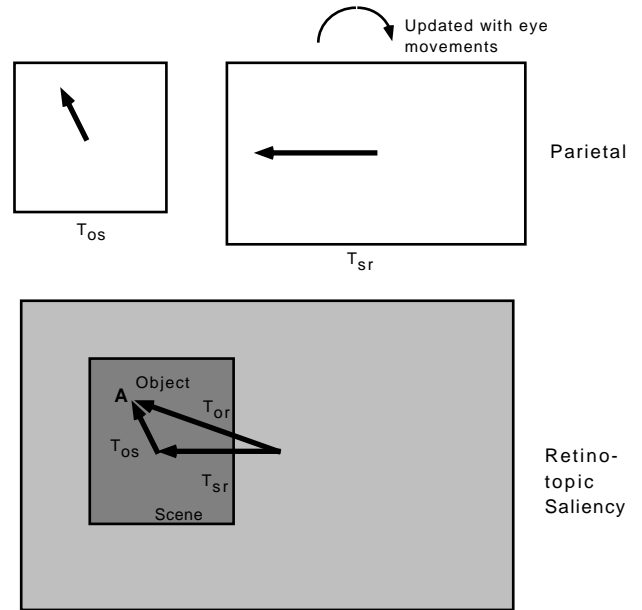 Updated with eye
movements
Parietal
Tos
Tsr
Object
A
Tor
Tos
Tsr
Scene
Retino-
topic
Saliency